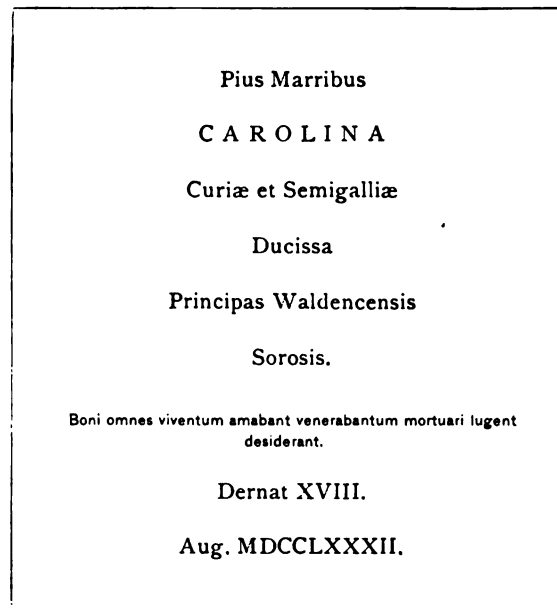 Pius Marribus
CAROLINA
Curiæ et Semigalliæ
Ducissa
Principas Waldencensis
Sorosis.
Boni omnes viventum amabant venerabantum mortuari lugent
desiderant.
Dernat XVIII.
Aug. MDCCLXXXII.